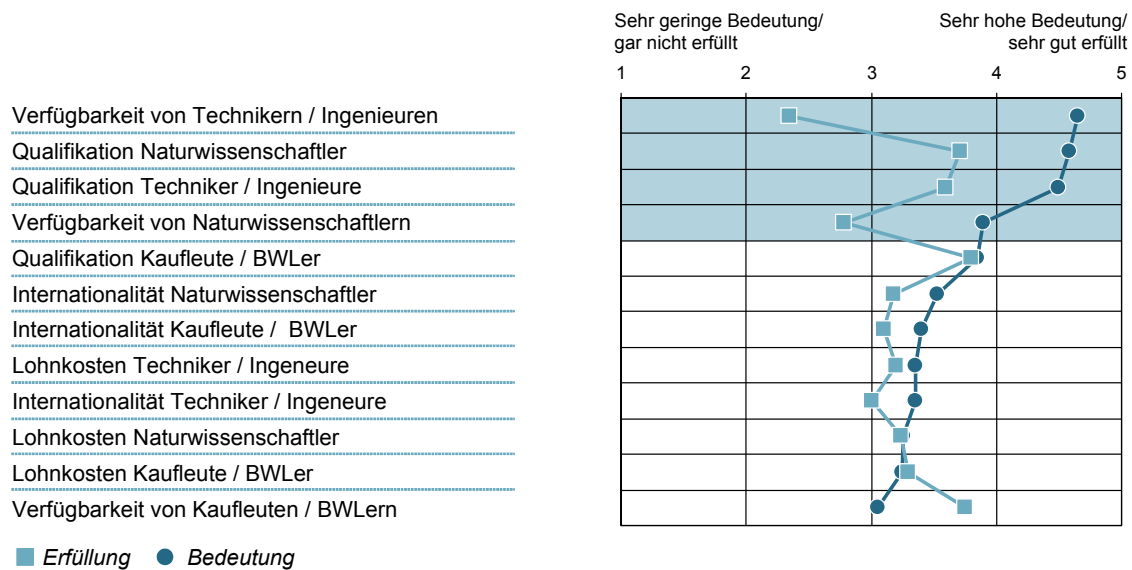 Sehr geringe Bedeutung/
gar nicht erfüllt
Sehr hohe Bedeutung/
sehr gut erfüllt
1 2 3 4 5
Verfügbarkeit von Technikern / Ingenieuren
Qualifikation Naturwissenschaftler
Qualifikation Techniker / Ingenieure
Verfügbarkeit von Naturwissenschaftlern
Qualifikation Kaufleute / BWLer
Internationalität Naturwissenschaftler
Internationalität Kaufleute / BWLer
Lohnkosten Techniker / Ingeneure
Internationalität Techniker / Ingeneure
Lohnkosten Naturwissenschaftler
Lohnkosten Kaufleute / BWLer
Verfügbarkeit von Kaufleuten / BWLern
Erfüllung Bedeutung